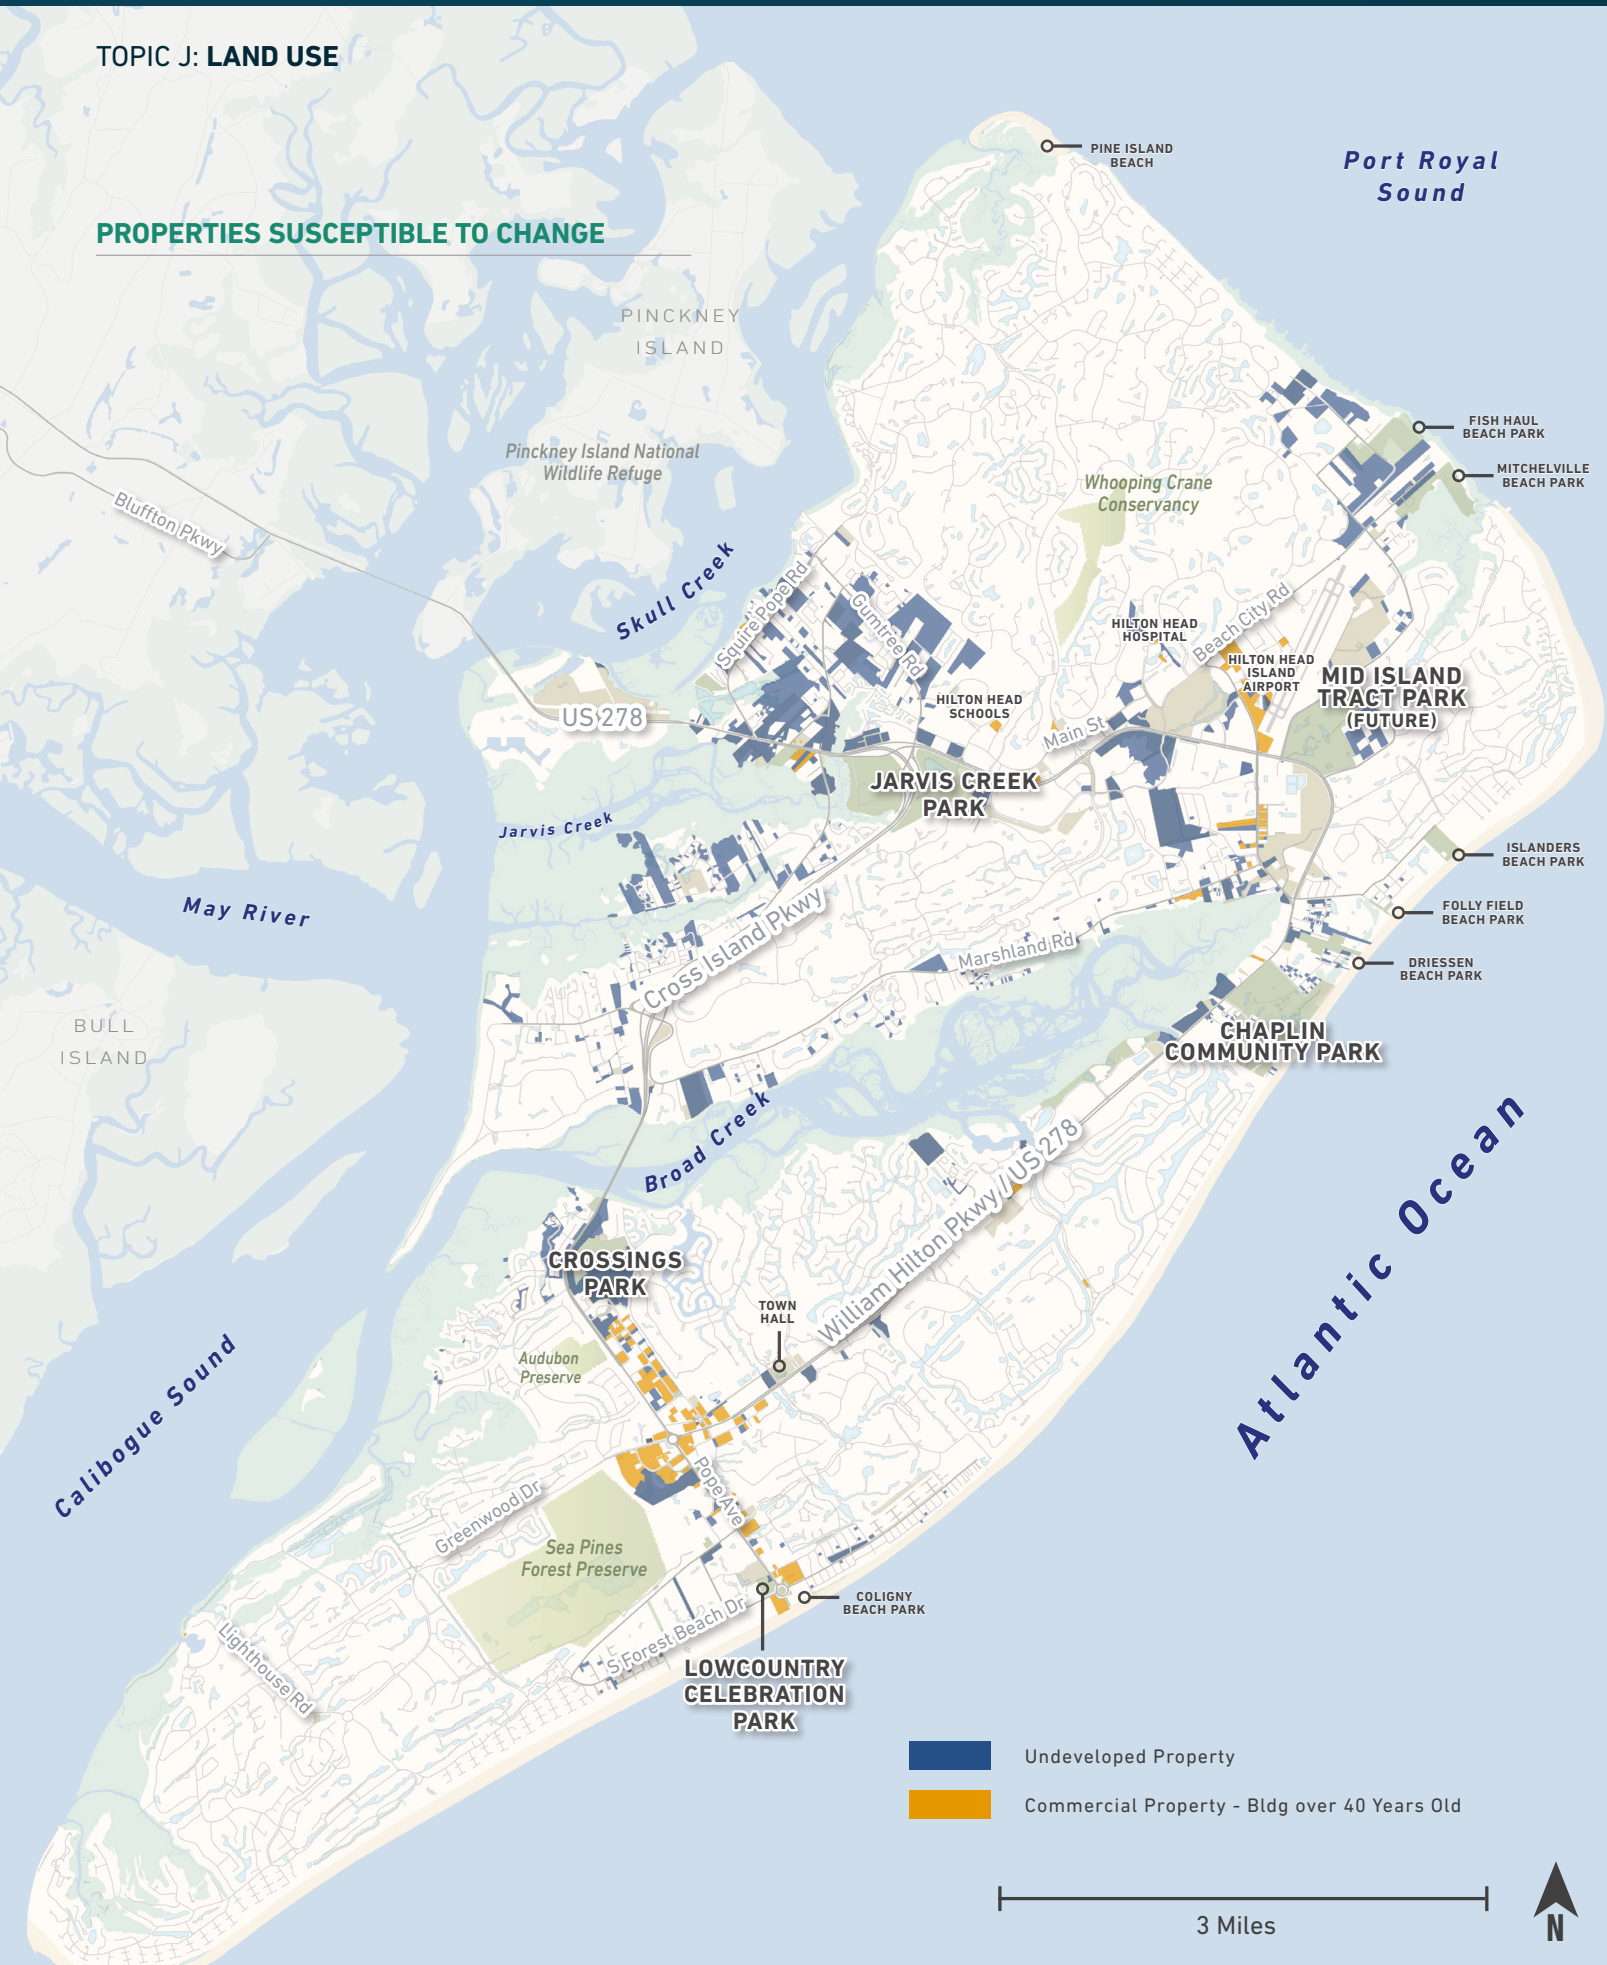 TOPIC J: LAND USE
PROPERTIES SUSCEPTIBLE TO CHANGE
PINE ISLAND
BEACH
Port Royal
Sound
PINCKNEY
ISLAND
Pinckney Island National
Wildlife Refuge
Bluffton Pkwy
Skull Creek
Squire Pope Rd
Gumtree Rd
Whooping Crane
Conservancy
FISH HAUL
BEACH PARK
MITCHELVILLE
BEACH PARK
HILTON HEAD
HOSPITAL
Beach City Rd
HILTON HEAD
ISLAND
AIRPORT
MID ISLAND
TRACT PARK
(FUTURE)
HILTON HEAD
SCHOOLS
US 278
Main St
JARVIS CREEK
PARK
Jarvis Creek
ISLANDERS
BEACH PARK
May River
Cross Island Pkwy
Marshland Rd
FOLLY FIELD
BEACH PARK
DRIESSEN
BEACH PARK
BULL
ISLAND
CHAPLIN
COMMUNITY PARK
Broad Creek
William Hilton Pkwy / US 278
Atlantic Ocean
CROSSINGS
PARK
TOWN
HALL
Audubon
Preserve
Calibogue Sound
Greenwood Dr
Pope Ave
Sea Pines
Forest Preserve
COLIGNY
BEACH PARK
S Forest Beach Dr
Lighthouse Rd
LOWCOUNTRY
CELEBRATION
PARK
Undeveloped Property
Commercial Property - Bldg over 40 Years Old
3 Miles
N